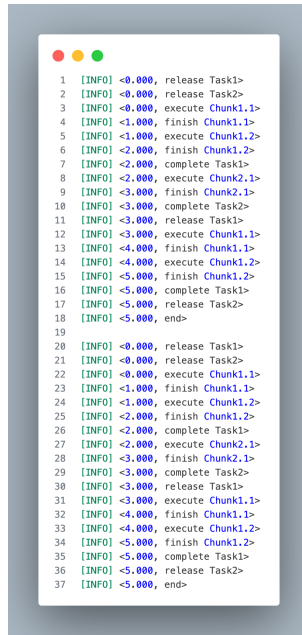 1 [INFO] <0.000, release Task1>
2 [INFO] <0.000, release Task2>
3 [INFO] <0.000, execute Chunk1.1>
4 [INFO] <1.000, finish Chunk1.1>
5 [INFO] <1.000, execute Chunk1.2>
6 [INFO] <2.000, finish Chunk1.2>
7 [INFO] <2.000, complete Task1>
8 [INFO] <2.000, execute Chunk2.1>
9 [INFO] <3.000, finish Chunk2.1>
10 [INFO] <3.000, complete Task2>
11 [INFO] <3.000, release Task1>
12 [INFO] <3.000, execute Chunk1.1>
13 [INFO] <4.000, finish Chunk1.1>
14 [INFO] <4.000, execute Chunk1.2>
15 [INFO] <5.000, finish Chunk1.2>
16 [INFO] <5.000, complete Task1>
17 [INFO] <5.000, release Task2>
18 [INFO] <5.000, end>
19
20 [INFO] <0.000, release Task1>
21 [INFO] <0.000, release Task2>
22 [INFO] <0.000, execute Chunk1.1>
23 [INFO] <1.000, finish Chunk1.1>
24 [INFO] <1.000, execute Chunk1.2>
25 [INFO] <2.000, finish Chunk1.2>
26 [INFO] <2.000, complete Task1>
27 [INFO] <2.000, execute Chunk2.1>
28 [INFO] <3.000, finish Chunk2.1>
29 [INFO] <3.000, complete Task2>
30 [INFO] <3.000, release Task1>
31 [INFO] <3.000, execute Chunk1.1>
32 [INFO] <4.000, finish Chunk1.1>
33 [INFO] <4.000, execute Chunk1.2>
34 [INFO] <5.000, finish Chunk1.2>
35 [INFO] <5.000, complete Task1>
36 [INFO] <5.000, release Task2>
37 [INFO] <5.000, end>